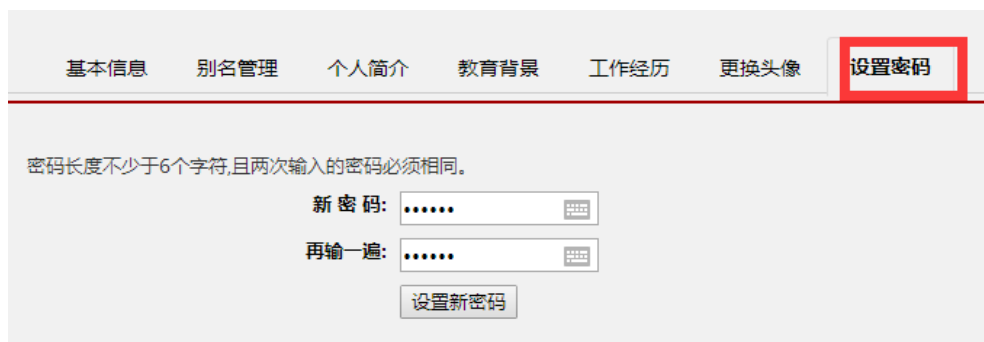 基本信息 别名管理 个人简介 教育背景 工作经历 更换头像 设置密码
密码长度不少于6个字符,且两次输入的密码必须相同。
新 密 码: ••••••
再输一遍: ••••••
设置新密码